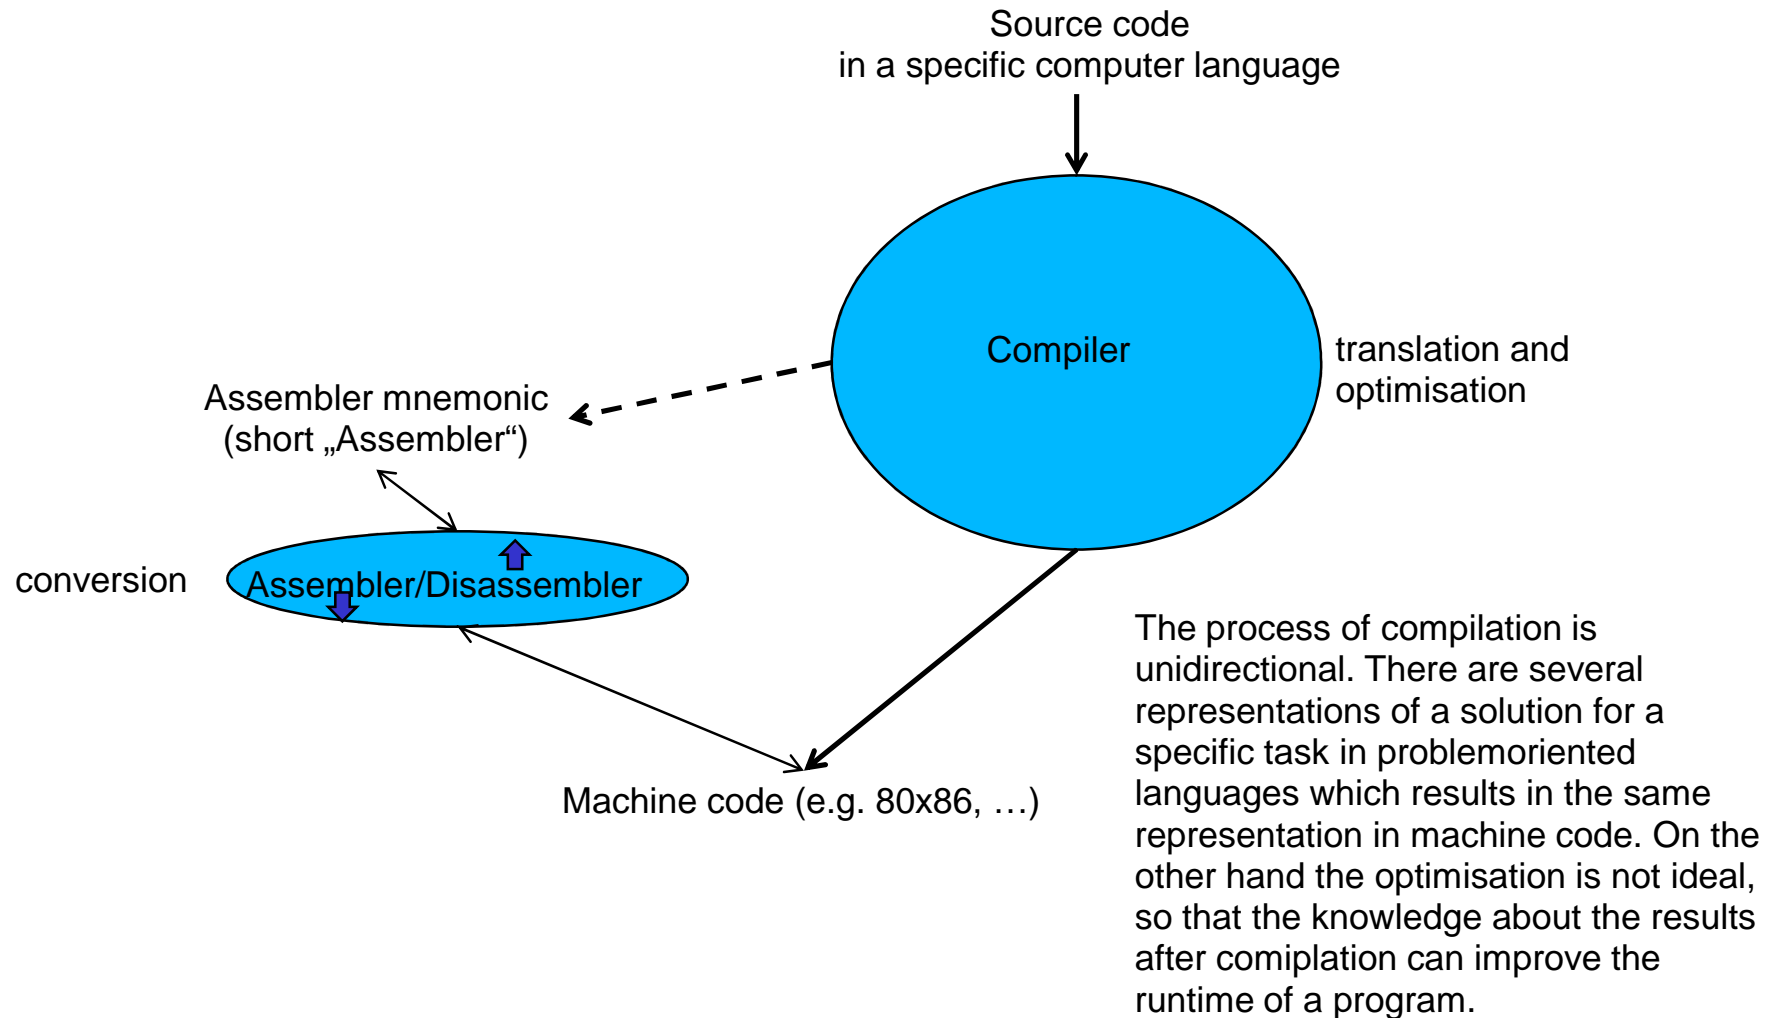 Source code
in a specific computer language
Compiler
translation and
optimisation
Assembler mnemonic
(short „Assembler“)
conversion
Assembler/Disassembler
Machine code (e.g. 80x86, …)
The process of compilation is
unidirectional. There are several
representations of a solution for a
specific task in problemoriented
languages which results in the same
representation in machine code. On the
other hand the optimisation is not ideal,
so that the knowledge about the results
after comiplation can improve the
runtime of a program.